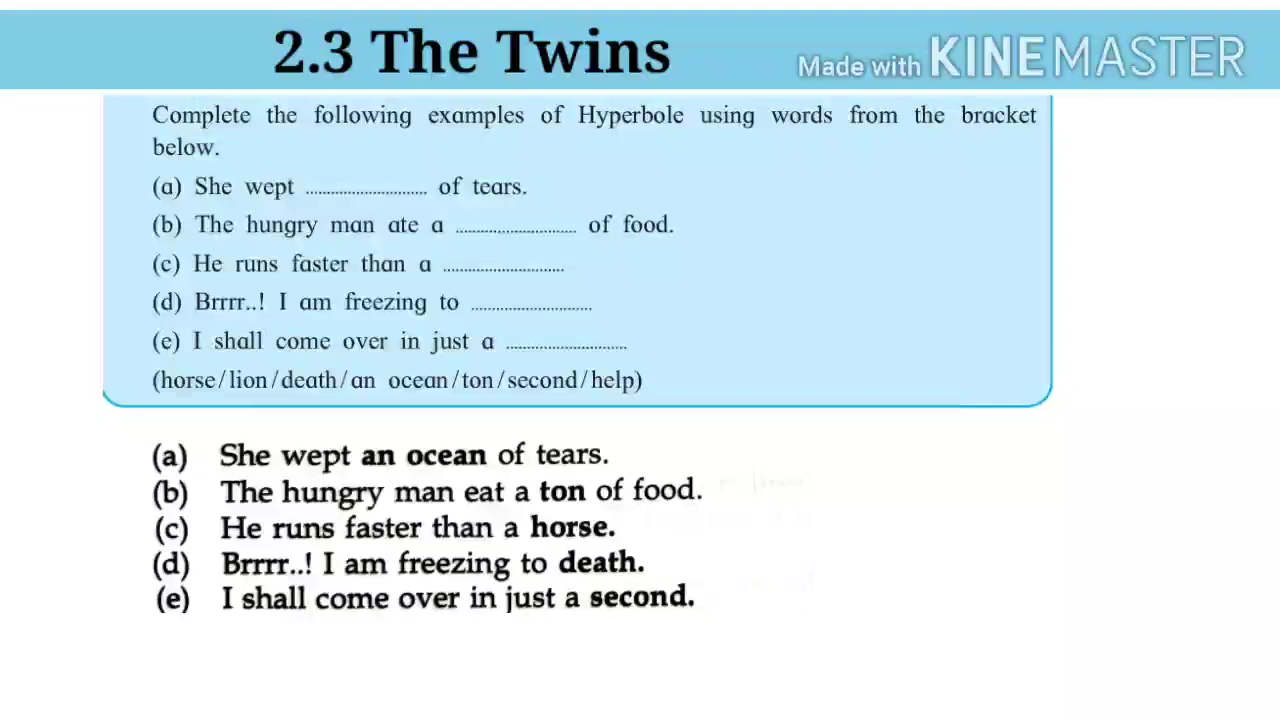 2.3 The Twins
Made with KINEMASTER
Complete the following examples of Hyperbole using words from the bracket
below.
(a) She wept ............................. of tears.
(b) The hungry man ate a ............................. of food.
(c) He runs faster than a .............................
(d) Brrrr..! I am freezing to .............................
(e) I shall come over in just a .............................
(horse/lion/death/an ocean/ton/second/help)
(a) She wept an ocean of tears.
(b) The hungry man eat a ton of food.
(c) He runs faster than a horse.
(d) Brrrr..! I am freezing to death.
(e) I shall come over in just a second.